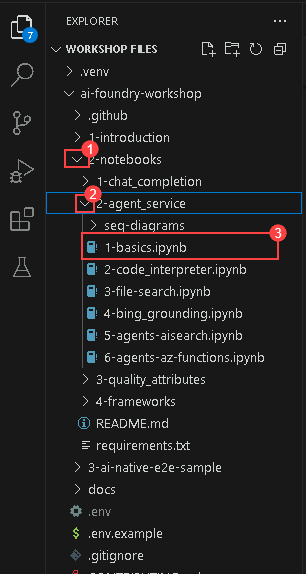 EXPLORER
7
WORKSHOP FILES
.venv
ai-foundry-workshop
.github
1-introduction
1
2-notebooks
1-chat_completion
2
2-agent_service
seq-diagrams
3
1-basics.ipynb
2-code_interpreter.ipynb
3-file-search.ipynb
4-bing_grounding.ipynb
5-agents-aisearch.ipynb
6-agents-az-functions.ipynb
3-quality_attributes
4-frameworks
README.md
requirements.txt
3-ai-native-e2e-sample
docs
.env
$ .env.example
.gitignore